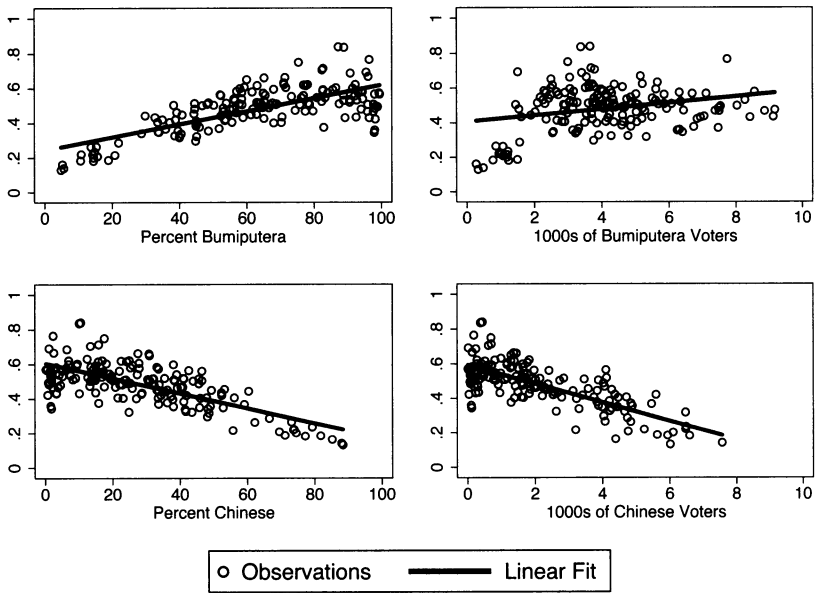 1
.8
.6
.4
.2
0
0 20 40 60 80 100
Percent Bumiputera
1
.8
.6
.4
.2
0
0 2 4 6 8 10
1000s of Bumiputera Voters
1
.8
.6
.4
.2
0
0 20 40 60 80 100
Percent Chinese
1
.8
.6
.4
.2
0
0 2 4 6 8 10
1000s of Chinese Voters
Observations Linear Fit